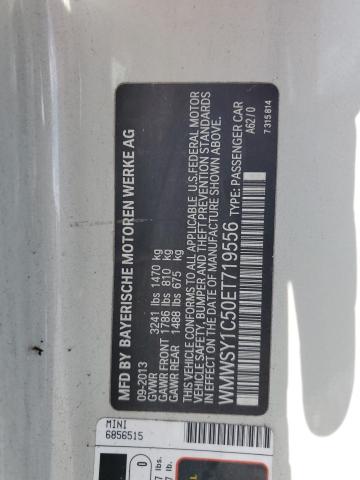 MFD BY BAYERISCHE MOTOREN WERKE AG
09-2013
GVWR 3241 lbs 1470 kg
GAWR FRONT 1786 lbs 810 kg
GAWR REAR 1488 lbs 675 kg
THIS VEHICLE CONFORMS TO ALL APPLICABLE U.S.FEDERAL MOTOR
VEHICLE SAFETY, BUMPER AND THEFT PREVENTION STANDARDS
IN EFFECT ON THE DATE OF MANUFACTURE SHOWN ABOVE.
WMWSY1C50ET719556 TYPE: PASSENGER CAR
A62/0
7315814
MINI
6856515
0
lbs.